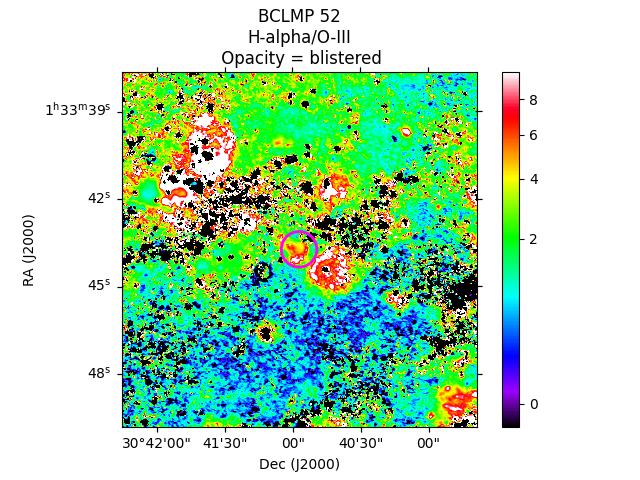 BCLMP 52
H-alpha/O-III
Opacity = blistered
1ʰ33ᵐ39ˢ
42ˢ
45ˢ
48ˢ
RA (J2000)
30°42'00" 41'30" 00" 40'30" 00"
Dec (J2000)
8
6
4
2
0